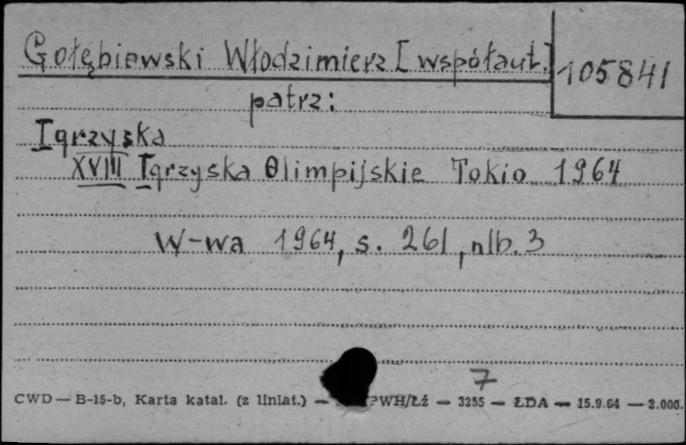 Gołębiewski Włodzimierz [współaut.] 105841
patrz:
Igrzyska
XVIII Igrzyska Olimpijskie Tokio 1964
W-wa 1964, s. 261, nlb. 3
7
CWD — B-15-b, Karta katal. (z liniat.) — PWH/Łź — 3255 — ŁDA — 15.9.64 — 2.000.